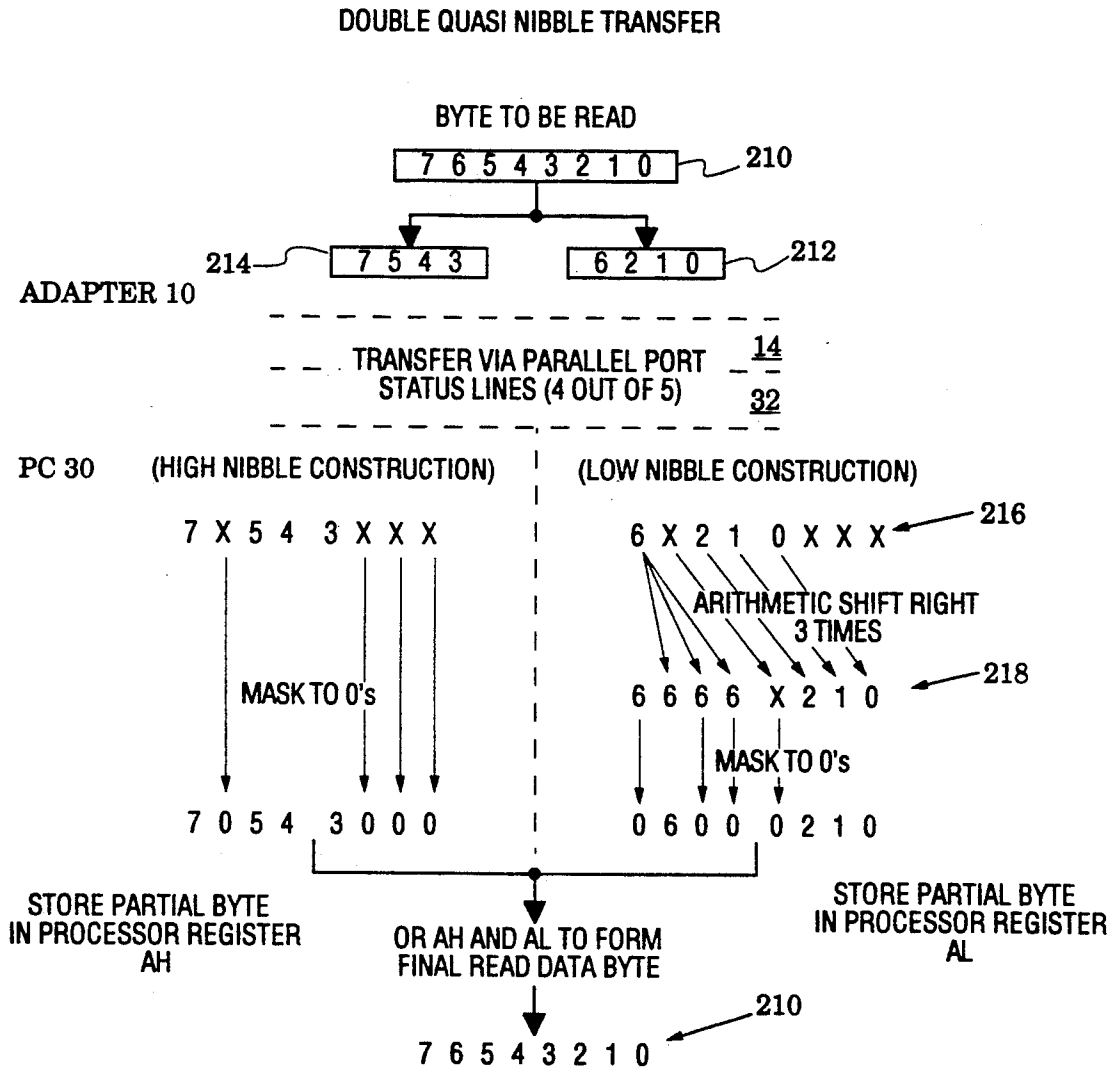 DOUBLE QUASI NIBBLE TRANSFER
BYTE TO BE READ
7 6 5 4 3 2 1 0
210
214
7 5 4 3
6 2 1 0
212
ADAPTER 10
14
TRANSFER VIA PARALLEL PORT
STATUS LINES (4 OUT OF 5)
32
PC 30
(HIGH NIBBLE CONSTRUCTION)
(LOW NIBBLE CONSTRUCTION)
7 X 5 4 3 X X X
6 X 2 1 0 X X X
216
ARITHMETIC SHIFT RIGHT
3 TIMES
MASK TO 0's
6 6 6 6 X 2 1 0
218
MASK TO 0's
7 0 5 4 3 0 0 0
0 6 0 0 0 2 1 0
STORE PARTIAL BYTE
IN PROCESSOR REGISTER
AH
OR AH AND AL TO FORM
FINAL READ DATA BYTE
STORE PARTIAL BYTE
IN PROCESSOR REGISTER
AL
210
7 6 5 4 3 2 1 0